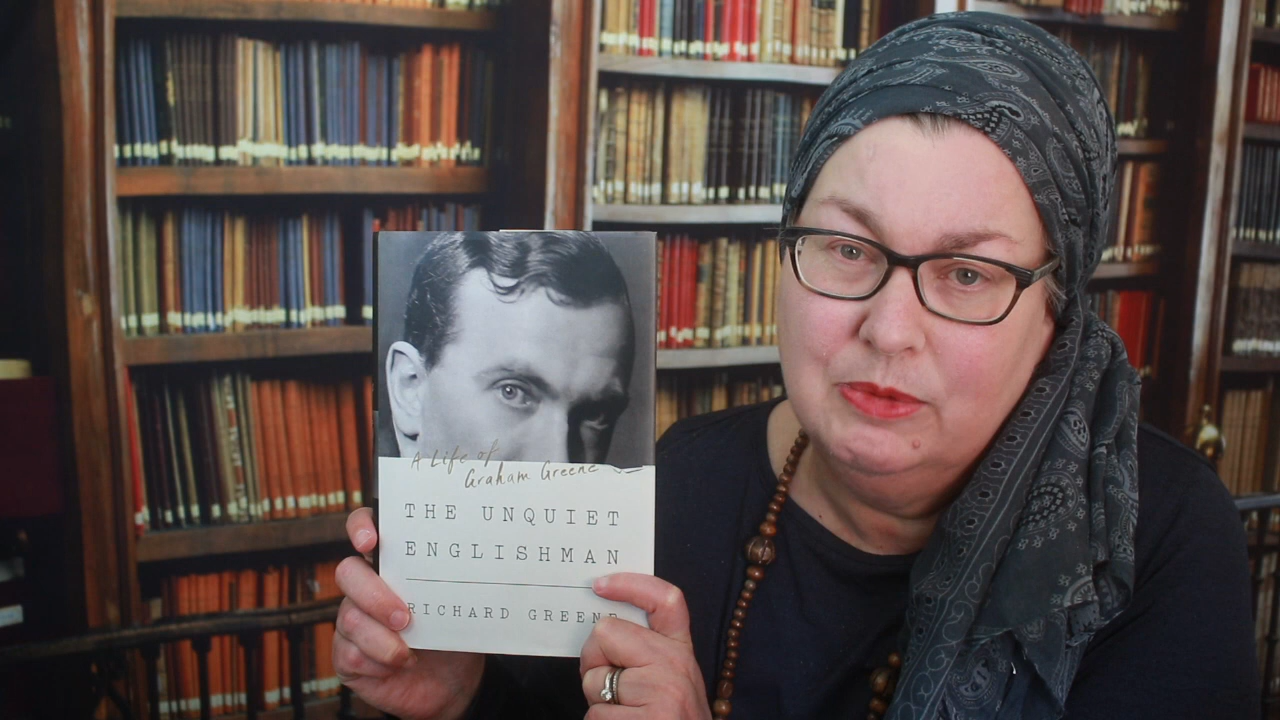 A Life of
Graham Greene
THE UNQUIET
ENGLISHMAN
RICHARD GREENE